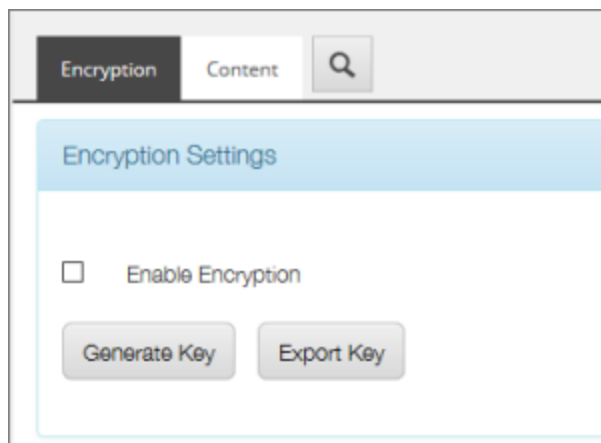 Encryption Content
Encryption Settings
Enable Encryption
Generate Key Export Key